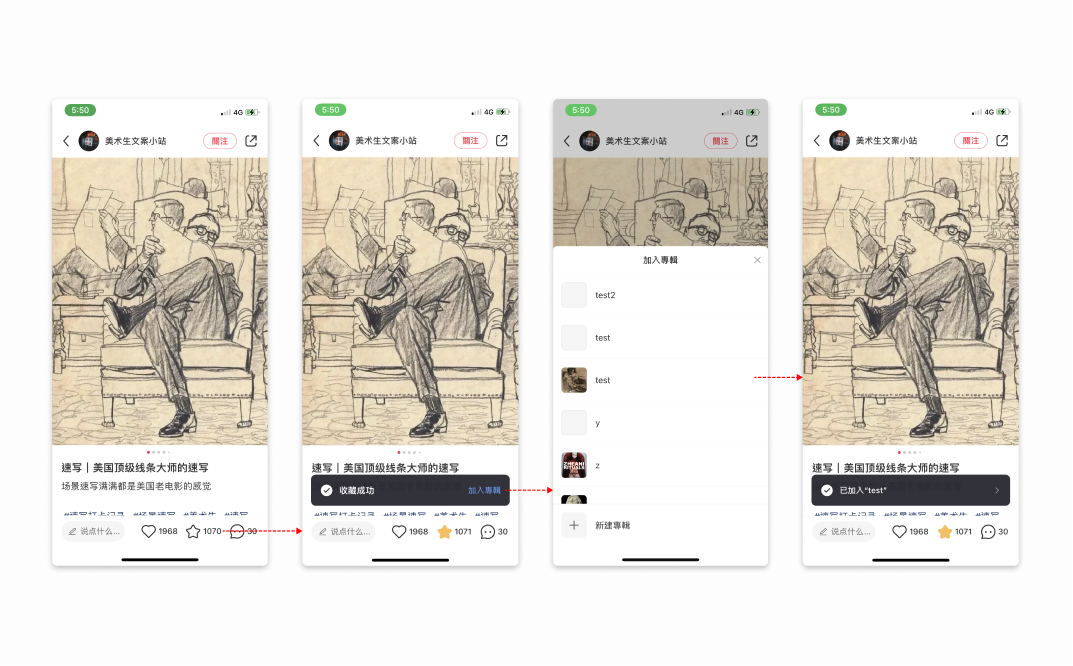 5:50
4G
美术生文案小站
關注
速写｜美国顶级线条大师的速写
场景速写满满都是美国老电影的感觉
说点什么...
1968
1070
30
5:50
4G
美术生文案小站
關注
速写｜美国顶级线条大师的速写
收藏成功
加入專輯
说点什么...
1968
1071
30
5:50
4G
美术生文案小站
關注
加入專輯
test2
test
test
y
ZHEANI
RITUALS
z
新建專輯
5:50
4G
美术生文案小站
關注
速写｜美国顶级线条大师的速写
已加入"test"
说点什么...
1968
1071
30